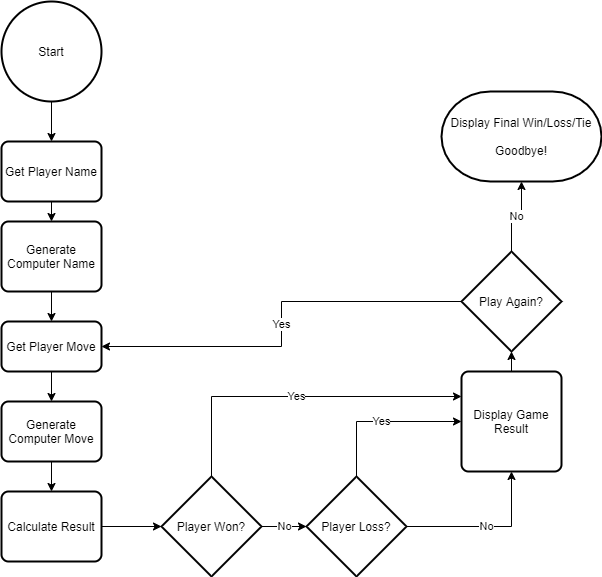 Start
Get Player Name
Generate
Computer Name
Get Player Move
Generate
Computer Move
Calculate Result
Player Won?
No
Player Loss?
No
Yes
Yes
Display Game
Result
Play Again?
Yes
No
Display Final Win/Loss/Tie
Goodbye!